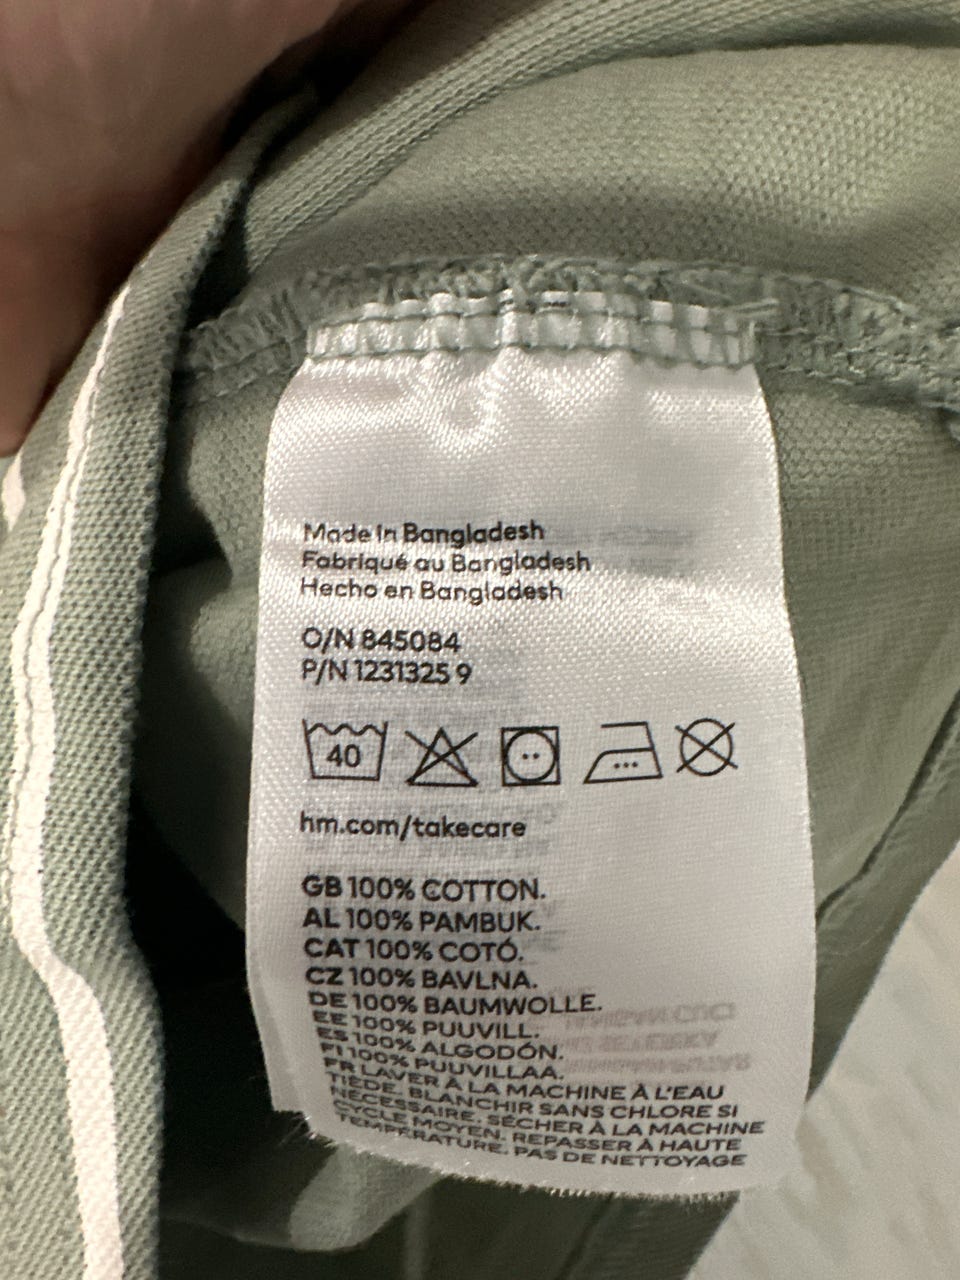 Made in Bangladesh
Fabriqué au Bangladesh
Hecho en Bangladesh
O/N 845084
P/N 1231325 9
40
hm.com/takecare
GB 100% COTTON.
AL 100% PAMBUK.
CAT 100% COTÓ.
CZ 100% BAVLNA.
DE 100% BAUMWOLLE.
EE 100% PUUVILL.
ES 100% ALGODÓN.
FI 100% PUUVILLAA.
FR LAVER À LA MACHINE À L'EAU
TIÈDE. BLANCHIR SANS CHLORE SI
NÉCESSAIRE. SÉCHER À LA MACHINE
CYCLE MOYEN. REPASSER À HAUTE
TEMPÉRATURE. PAS DE NETTOYAGE